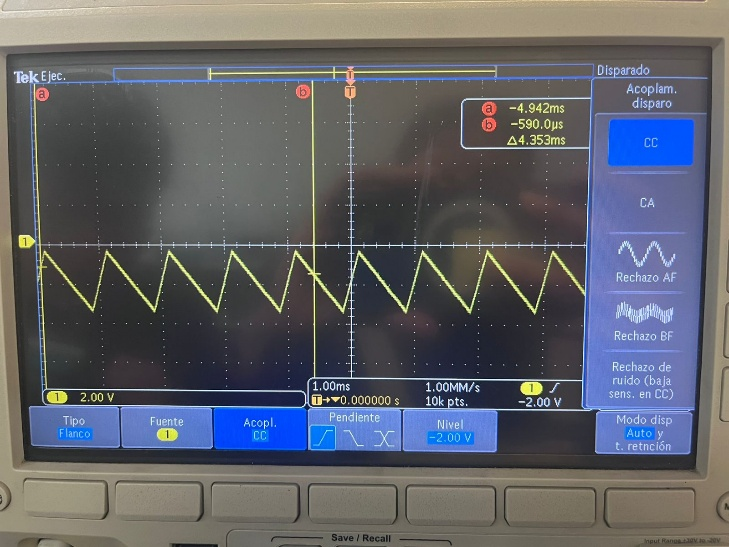 Tek Ejec.
T
Disparado
a
b
T
a -4.942ms
b -590.0µs
△4.353ms
Acoplam.
disparo
CC
CA
1
Rechazo AF
Rechazo BF
Rechazo de
ruido (baja
sens. en CC)
1 2.00 V
1.00ms
1.00MM/s
1
T→▼0.000000 s
10k pts.
-2.00 V
Tipo
Flanco
Fuente
1
Acopl.
CC
Pendiente
Nivel
-2.00 V
Modo disp
Auto y
t. retnción
Save / Recall